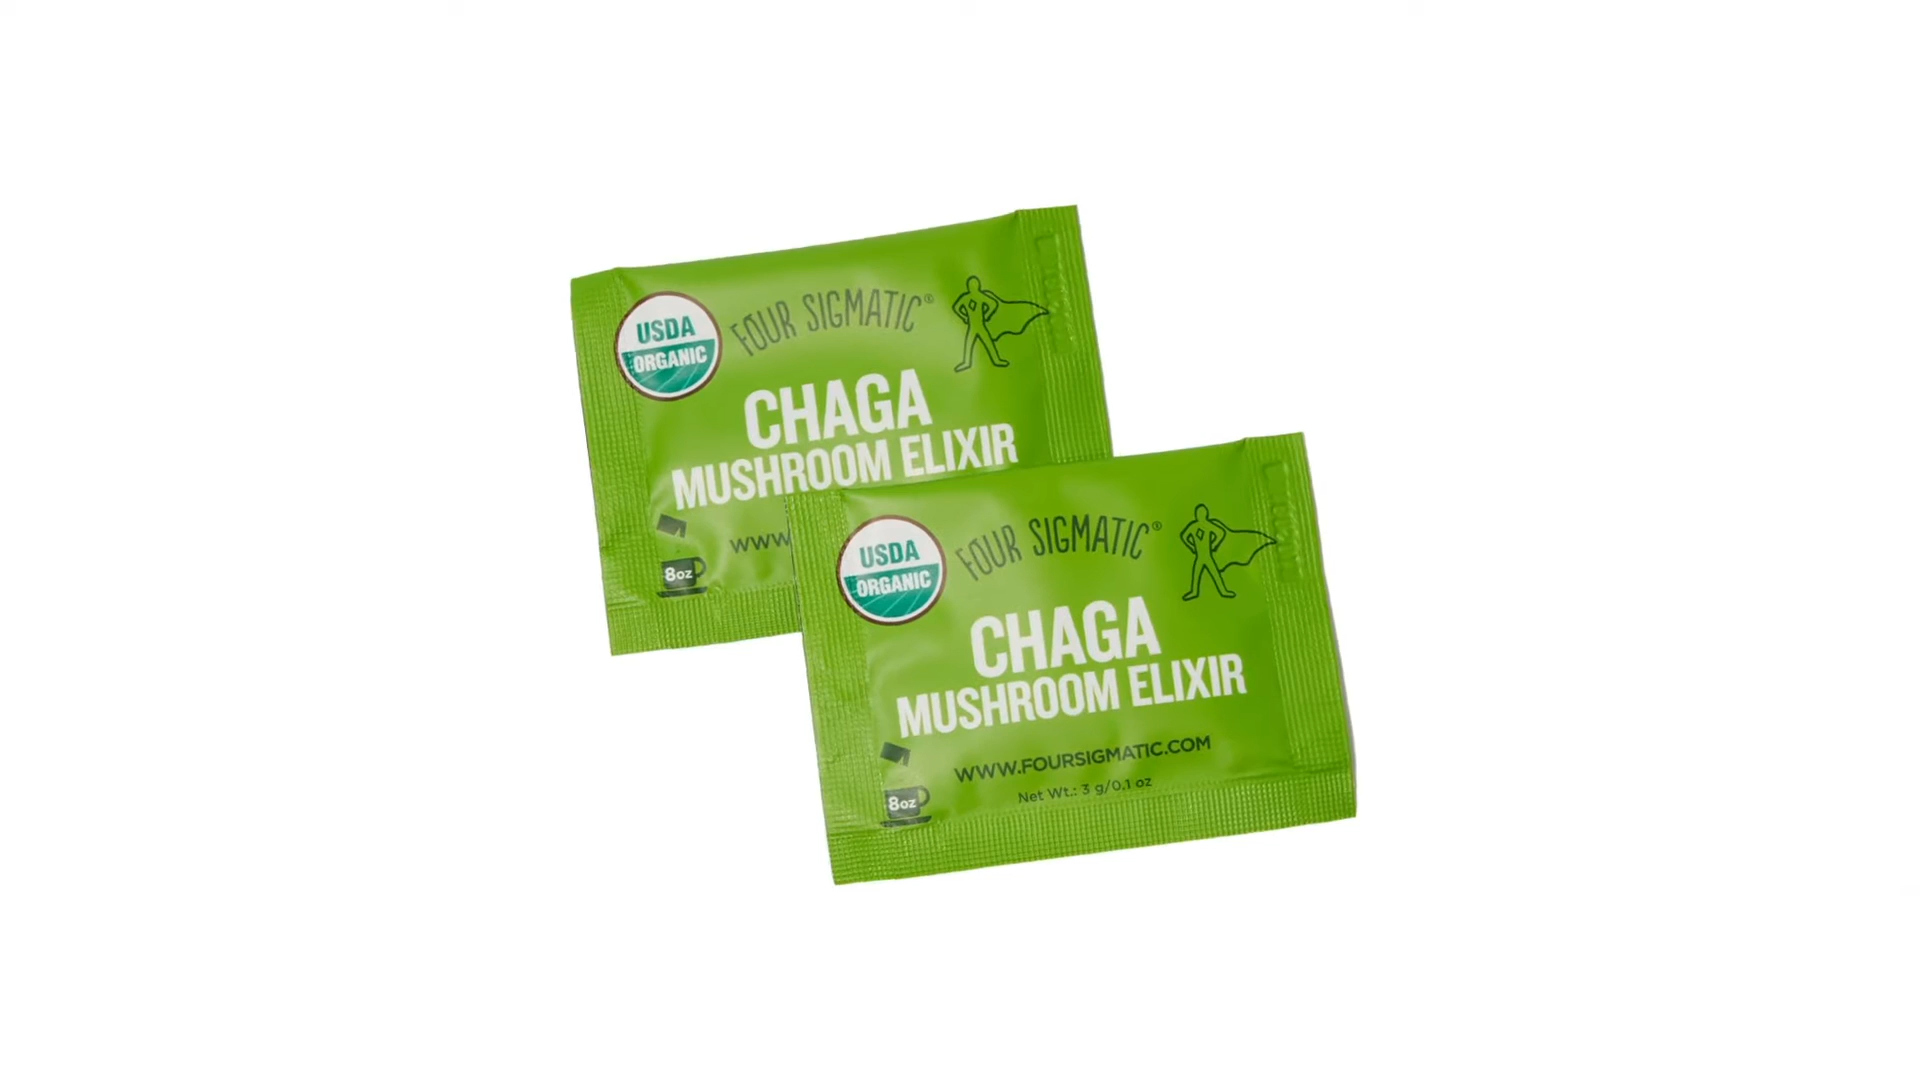 USDA
ORGANIC
FOUR SIGMATIC®
CHAGA
MUSHROOM ELIXIR
WWW
8oz
USDA
ORGANIC
FOUR SIGMATIC®
CHAGA
MUSHROOM ELIXIR
WWW.FOURSIGMATIC.COM
Net Wt.: 3 g/0.1 oz
8oz